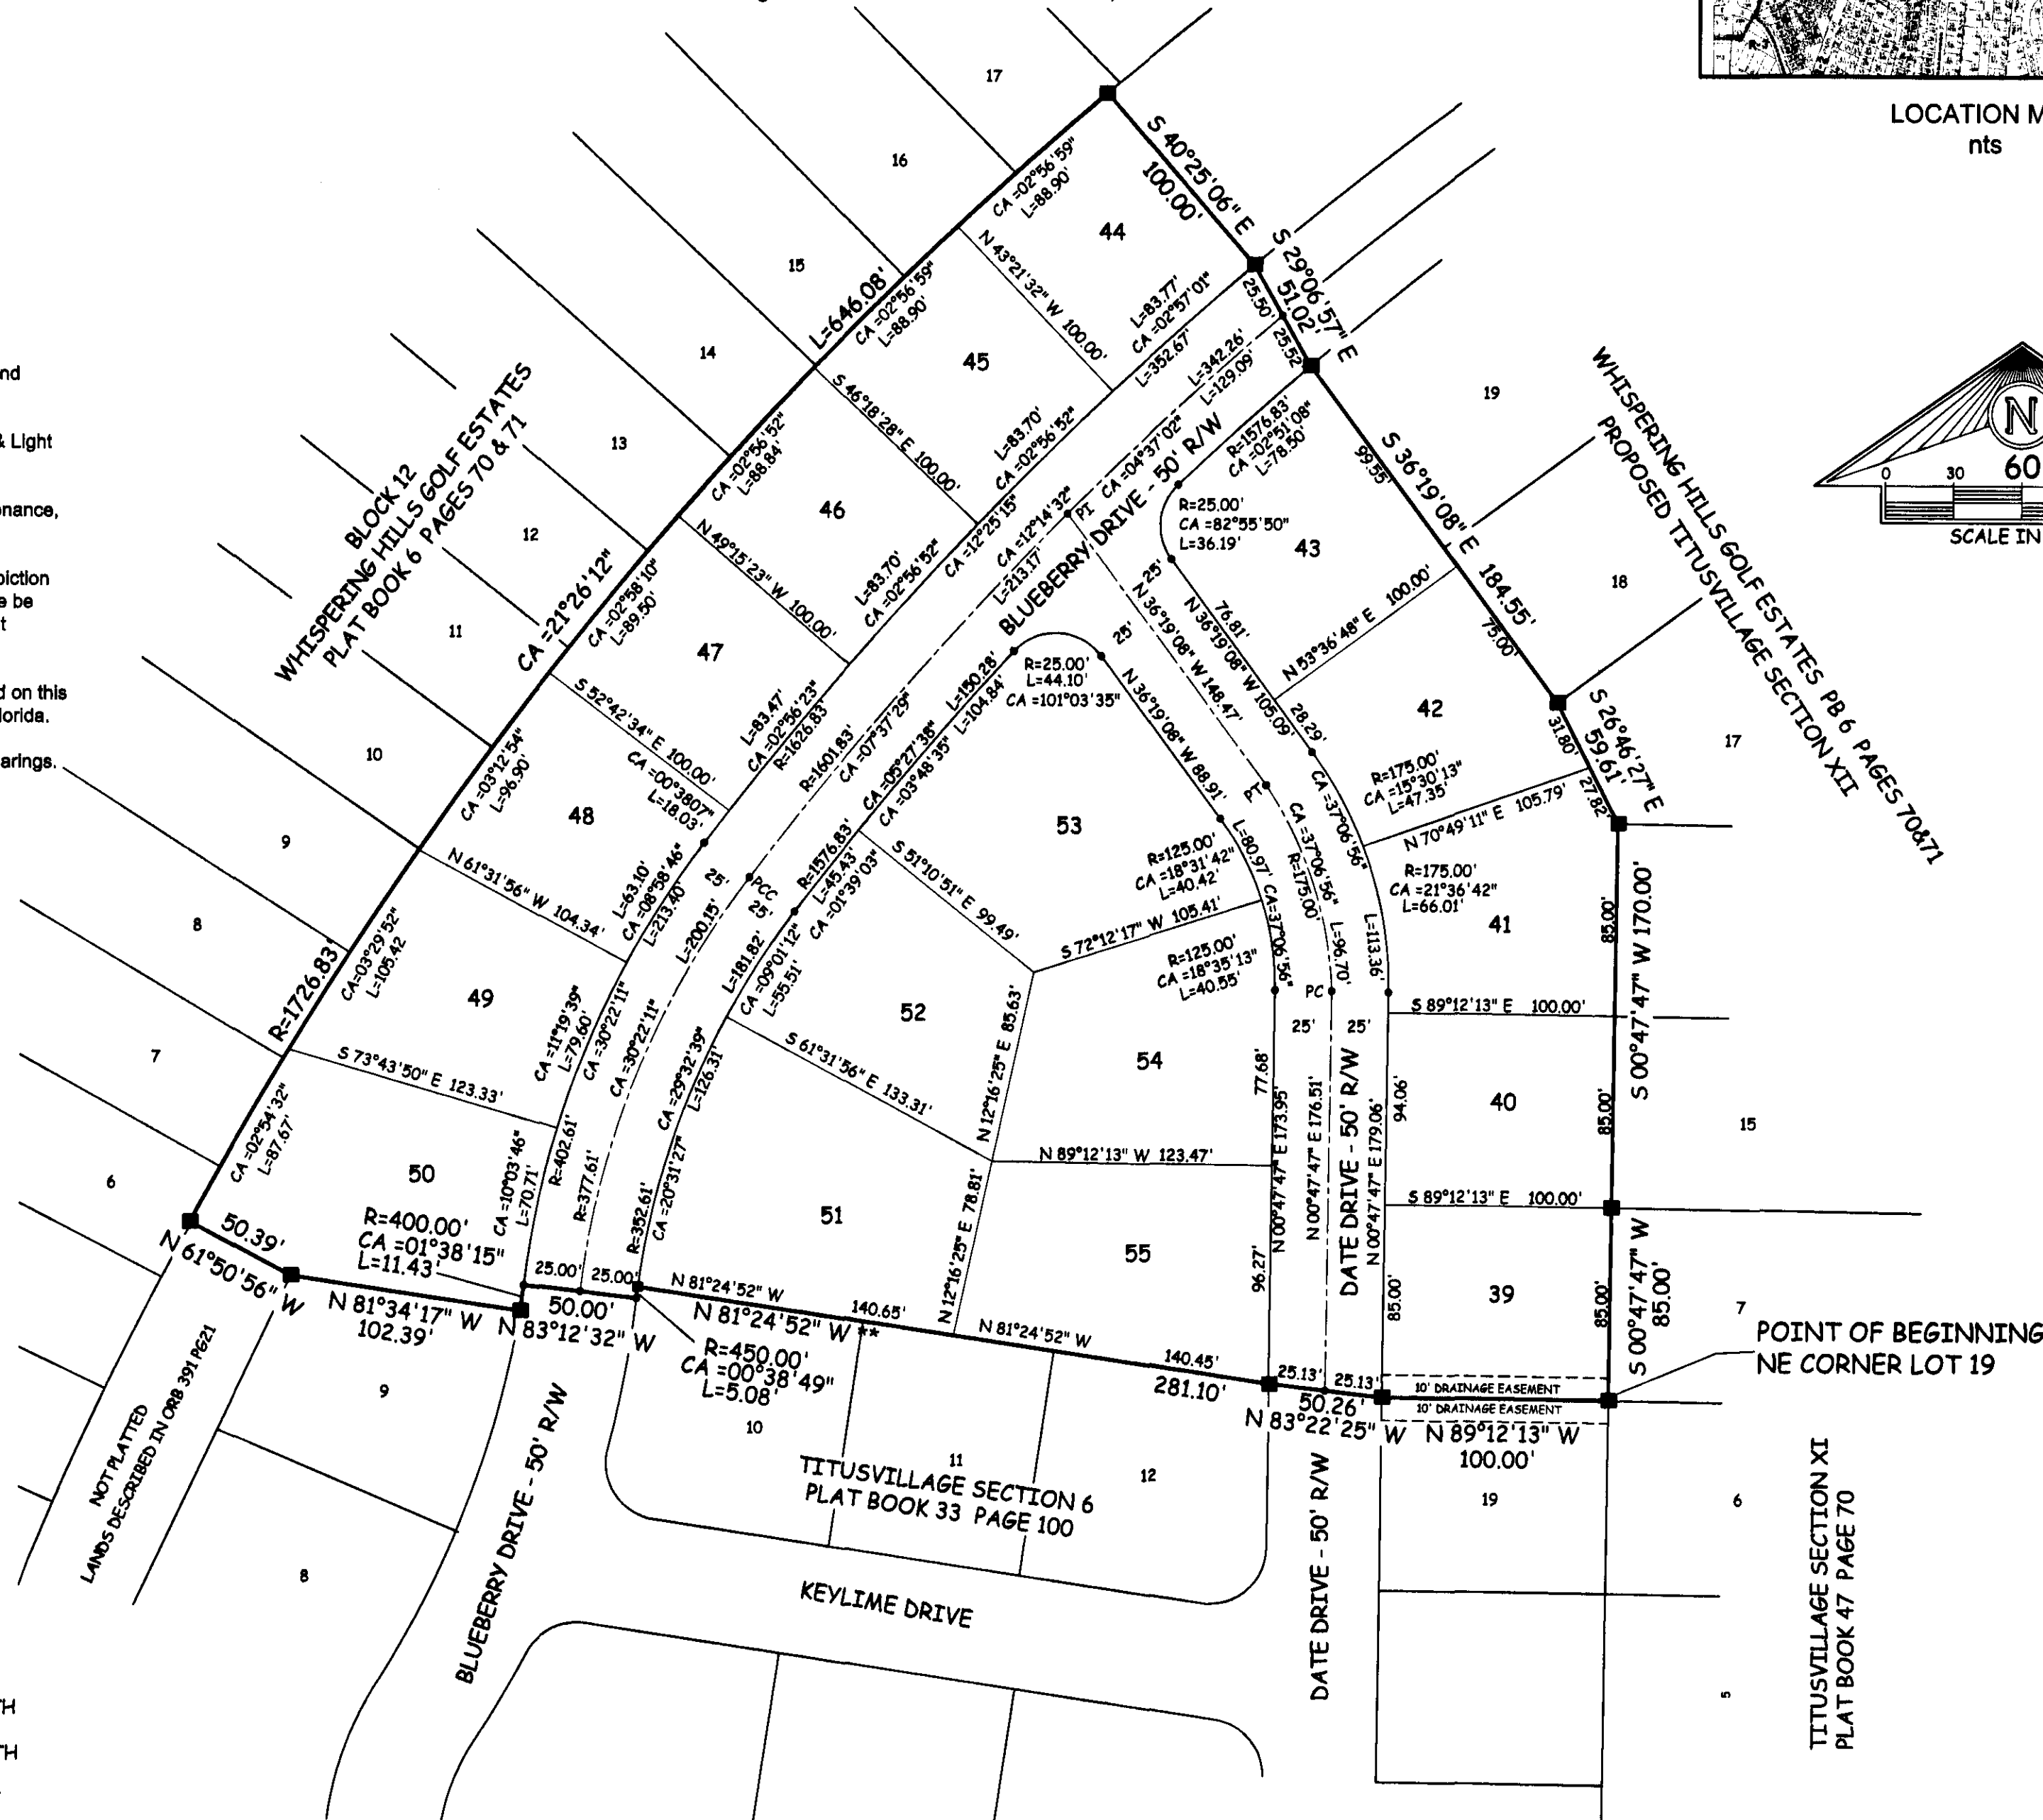 LOCATION M
nts
nd
& Light
nance,
piction
e be
t
d on this
lorida.
arings.
TH
TH
17
16
15
14
13
12
11
10
9
8
7
6
S 40°25'06" E
100.00'
S 29°06'57" E
51.02'
25.50'
25.52
CA =02°56'59"
L=88.90'
44
N 43°21'32" W 100.00'
L=83.77'
CA =02°57'01"
L=352.67'
L=646.08'
CA =02°56'59"
L=88.90'
45
S 46°18'28" E 100.00'
L=83.70'
CA =02°56'52"
L=342.26'
L=129.09'
CA =04°37'02"
BLUEBERRY DRIVE - 50' R/W
R=1576.83'
CA =02°51'08"
L=78.50'
R=25.00'
CA =82°55'50"
L=36.19'
43
19
99.55'
S 36°19'08" E 184.55'
75.00'
WHISPERING HILLS GOLF ESTATES PB 6 PAGES 70&71
PROPOSED TITUSVILLAGE SECTION XII
N
0 30 60
SCALE IN
BLOCK 12
WHISPERING HILLS GOLF ESTATES
PLAT BOOK 6 PAGES 70 & 71
CA =02°56'52"
L=88.84'
46
N 49°15'23" W 100.00'
L=83.70'
CA =02°56'52"
CA =12°25'15"
CA =12°14'32"
L=213.17'
PI
25'
76.81'
N 36°19'08" W 105.09'
28.29'
N 36°19'08" W 148.47'
N 53°36'48" E 100.00'
18
42
CA =21°26'12"
CA =02°58'10"
L=89.50'
47
S 52°42'34" E 100.00'
L=83.47'
CA =02°56'23"
R=1626.83'
R=1601.83'
CA =07°37'29"
L=150.28'
L=104.84'
CA =05°27'38"
CA =03°48'35"
R=25.00'
L=44.10'
CA =101°03'35"
25'
N 36°19'08" W 88.91'
PT
R=175.00'
CA =15°30'13"
L=47.35'
S 26°46'27" E
59.61'
31.80'
27.82'
17
N 70°49'11" E 105.79'
CA =03°12'54"
L=96.90'
48
CA =00°3807"
L=18.03'
N 61°31'56" W 104.34'
L=63.10'
CA =08°58'46"
L=213.40'
25'
PCC
25'
R=1576.83'
L=45.43'
CA =01°39'03"
S 51°10'51" E 99.49'
53
R=125.00'
CA =18°31'42"
L=40.42'
S 72°12'17" W 105.41'
L=80.97'
CA=37°06'56"
CA =37°06'56"
R=175.00'
L=96.70'
CA =37°06'56"
L=113.36'
R=175.00'
CA =21°36'42"
L=66.01'
41
85.00'
S 00°47'47" W 170.00'
R=1726.83'
CA=03°29'52"
L=105.42
49
S 73°43'50" E 123.33'
CA =11°19'39"
L=79.60'
CA =30°22'11"
CA =30°22'11"
L=200.15'
L=181.82'
CA =09°01'12"
L=55.51'
52
S 61°31'56" E 133.31'
N 12°16'25" E 85.63'
R=125.00'
CA =18°35'13"
L=40.55'
PC
25'
25'
S 89°12'13" E 100.00'
CA =02°54'32"
L=87.67'
50
CA =10°03'46"
L=70.71'
R=402.61'
R=377.61'
CA =29°32'39"
L=126.31'
R=352.61'
CA =20°31'27"
51
54
77.68'
N 89°12'13" W 123.47'
N 12°16'25" E 78.81'
N 00°47'47" E 173.95'
N 00°47'47" E 176.51'
DATE DRIVE - 50' R/W
N 00°47'47" E 179.06'
94.06'
40
85.00'
S 89°12'13" E 100.00'
15
55
96.27'
85.00'
39
85.00'
S 00°47'47" W
85.00'
7
50.39'
N 61°50'56" W
R=400.00'
CA =01°38'15"
L=11.43'
N 81°34'17" W
102.39'
25.00'
25.00'
50.00'
N 83°12'32" W
N 81°24'52" W
140.65'
N 81°24'52" W **
R=450.00'
CA =00°38'49"
L=5.08'
N 81°24'52" W
140.45'
281.10'
25.13'
25.13'
50.26'
N 83°22'25" W
10' DRAINAGE EASEMENT
10' DRAINAGE EASEMENT
N 89°12'13" W
100.00'
POINT OF BEGINNING
NE CORNER LOT 19
NOT PLATTED
LANDS DESCRIBED IN ORB 391 PG21
9
8
BLUEBERRY DRIVE - 50' R/W
10
11
12
TITUSVILLAGE SECTION 6
PLAT BOOK 33 PAGE 100
KEYLIME DRIVE
DATE DRIVE - 50' R/W
19
6
5
TITUSVILLAGE SECTION XI
PLAT BOOK 47 PAGE 70